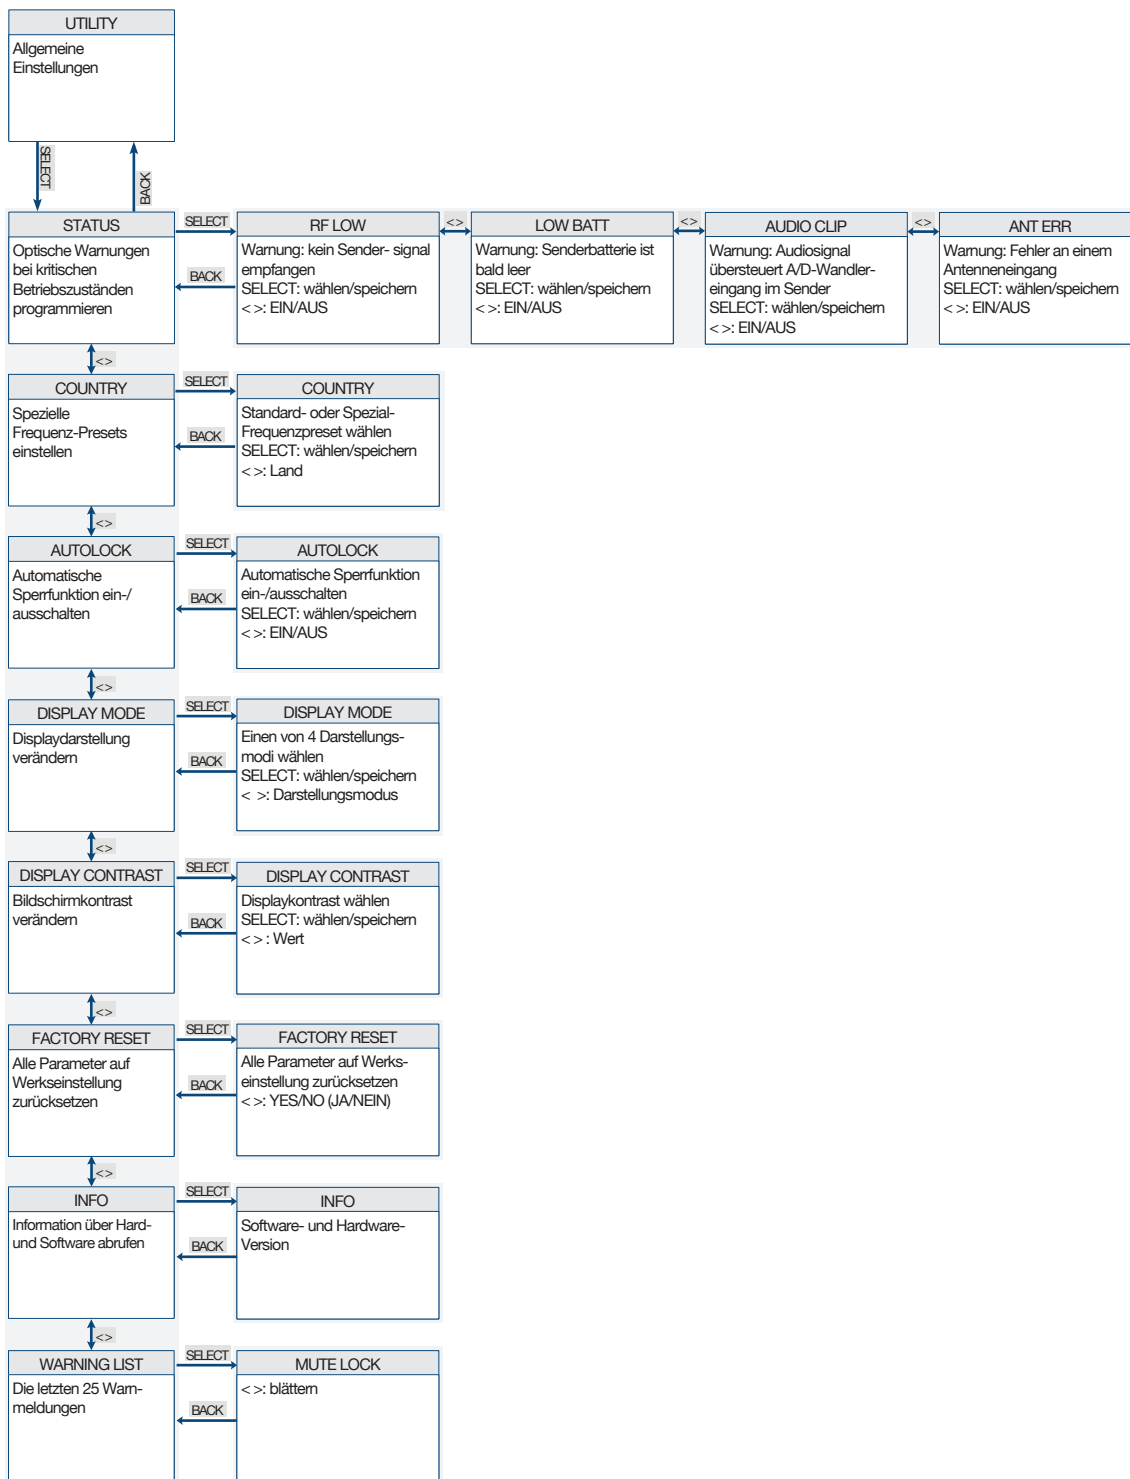 UTILITY
Allgemeine
Einstellungen
SELECT
BACK
STATUS
Optische Warnungen
bei kritischen
Betriebszuständen
programmieren
SELECT
BACK
RF LOW
Warnung: kein Sender- signal
empfangen
SELECT: wählen/speichern
< >: EIN/AUS
< >
LOW BATT
Warnung: Senderbatterie ist
bald leer
SELECT: wählen/speichern
< >: EIN/AUS
< >
AUDIO CLIP
Warnung: Audiosignal
übersteuert A/D-Wandler-
eingang im Sender
SELECT: wählen/speichern
< >: EIN/AUS
< >
ANT ERR
Warnung: Fehler an einem
Antenneneingang
SELECT: wählen/speichern
< >: EIN/AUS
< >
COUNTRY
Spezielle
Frequenz-Presets
einstellen
SELECT
BACK
COUNTRY
Standard- oder Spezial-
Frequenzpreset wählen
SELECT: wählen/speichern
< >: Land
< >
AUTOLOCK
Automatische
Sperrfunktion ein-/
ausschalten
SELECT
BACK
AUTOLOCK
Automatische Sperrfunktion
ein-/ausschalten
SELECT: wählen/speichern
< >: EIN/AUS
< >
DISPLAY MODE
Displaydarstellung
verändern
SELECT
BACK
DISPLAY MODE
Einen von 4 Darstellungs-
modi wählen
SELECT: wählen/speichern
< >: Darstellungsmodus
< >
DISPLAY CONTRAST
Bildschirmkontrast
verändern
SELECT
BACK
DISPLAY CONTRAST
Displaykontrast wählen
SELECT: wählen/speichern
< > : Wert
< >
FACTORY RESET
Alle Parameter auf
Werkseinstellung
zurücksetzen
SELECT
BACK
FACTORY RESET
Alle Parameter auf Werks-
einstellung zurücksetzen
< >: YES/NO (JA/NEIN)
< >
INFO
Information über Hard-
und Software abrufen
SELECT
BACK
INFO
Software- und Hardware-
Version
< >
WARNING LIST
Die letzten 25 Warn-
meldungen
SELECT
BACK
MUTE LOCK
< >: blättern